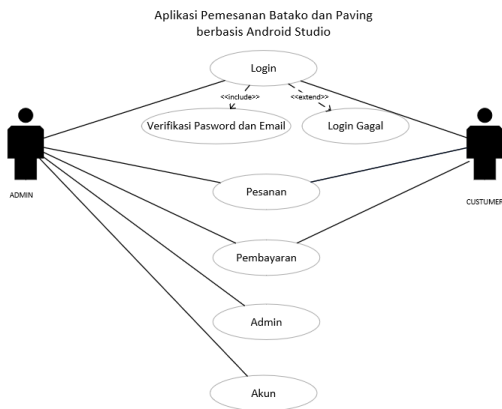 Aplikasi Pemesanan Batako dan Paving
berbasis Android Studio
Login
<<include>>
<<extend>>
Verifikasi Pasword dan Email
Login Gagal
ADMIN
Pesanan
CUSTUMER
Pembayaran
Admin
Akun